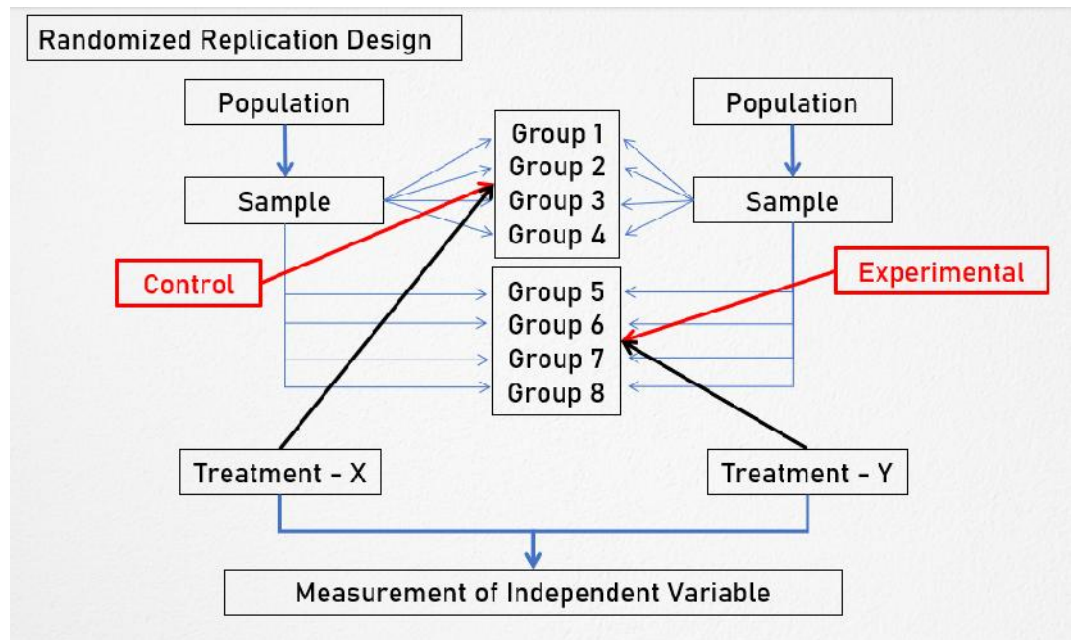 Randomized Replication Design
Population
Population
Group 1
Group 2
Group 3
Group 4
Sample
Sample
Control
Experimental
Group 5
Group 6
Group 7
Group 8
Treatment - X
Treatment - Y
Measurement of Independent Variable